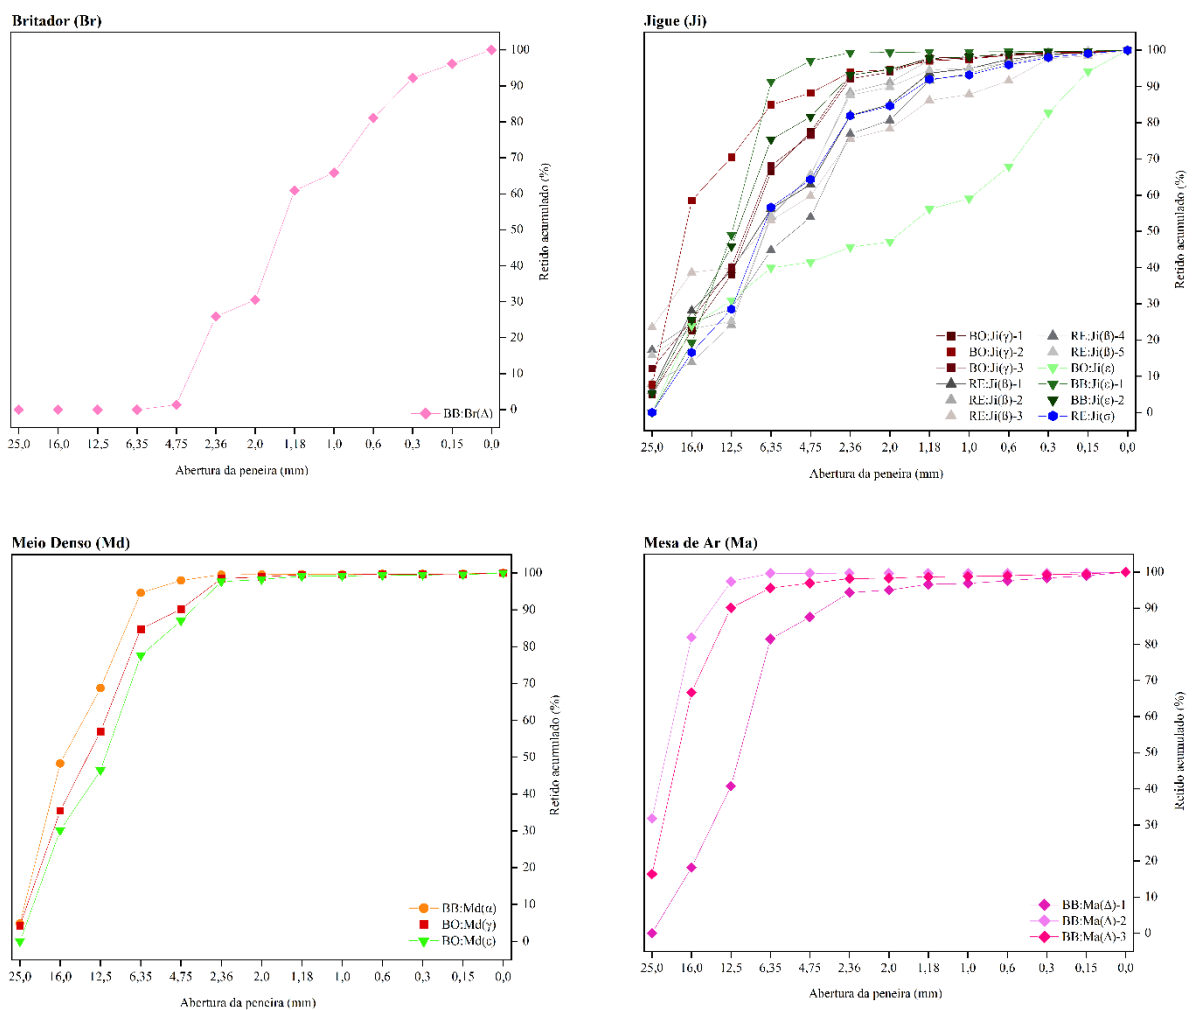 Britador (Br)
100
90
80
70
60
50
40
30
20
10
0
Retido acumulado (%)
BB:Br(Δ)
25,0 16,0 12,5 6,35 4,75 2,36 2,0 1,18 1,0 0,6 0,3 0,15 0,0
Abertura da peneira (mm)
Jigue (Ji)
100
90
80
70
60
50
40
30
20
10
0
Retido acumulado (%)
BO:Ji(γ)-1
BO:Ji(γ)-2
BO:Ji(γ)-3
RE:Ji(β)-1
RE:Ji(β)-2
RE:Ji(β)-3
RE:Ji(β)-4
RE:Ji(β)-5
BO:Ji(ε)
BB:Ji(ε)-1
BB:Ji(ε)-2
RE:Ji(σ)
25,0 16,0 12,5 6,35 4,75 2,36 2,0 1,18 1,0 0,6 0,3 0,15 0,0
Abertura da peneira (mm)
Meio Denso (Md)
100
90
80
70
60
50
40
30
20
10
0
Retido acumulado (%)
BB:Md(α)
BO:Md(γ)
BO:Md(ε)
25,0 16,0 12,5 6,35 4,75 2,36 2,0 1,18 1,0 0,6 0,3 0,15 0,0
Abertura da peneira (mm)
Mesa de Ar (Ma)
100
90
80
70
60
50
40
30
20
10
0
Retido acumulado (%)
BB:Ma(Δ)-1
BB:Ma(Δ)-2
BB:Ma(Δ)-3
25,0 16,0 12,5 6,35 4,75 2,36 2,0 1,18 1,0 0,6 0,3 0,15 0,0
Abertura da peneira (mm)